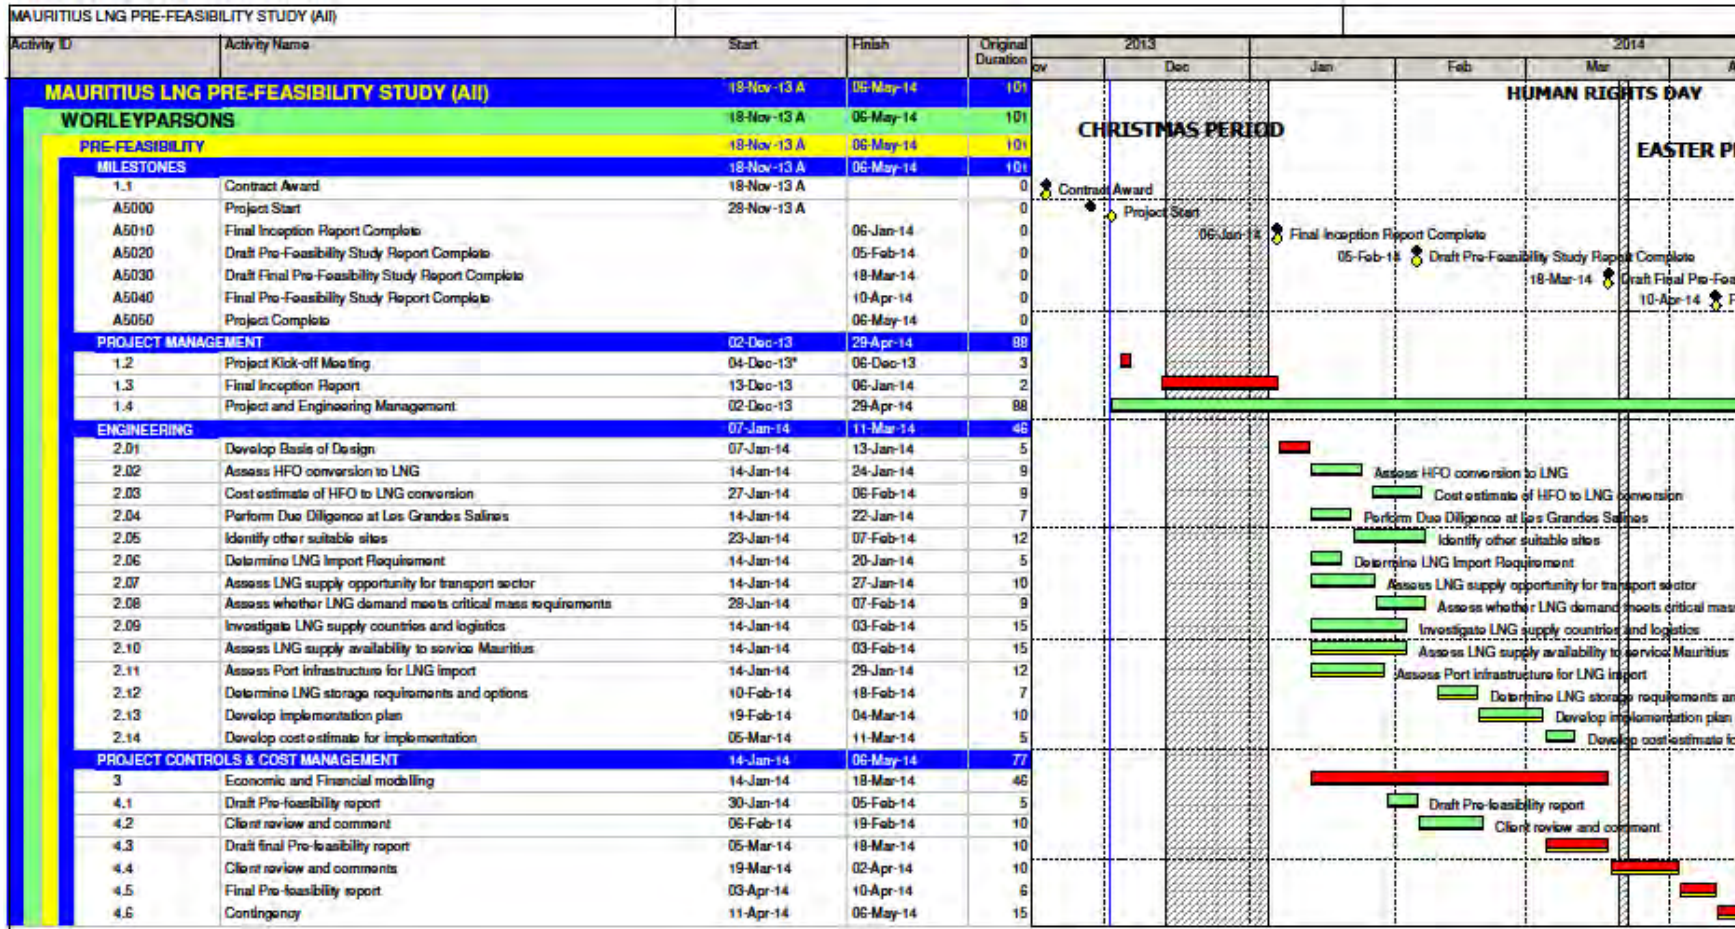 MAURITIUS LNG PRE-FEASIBILITY STUDY (All)
Activity ID Activity Name Start Finish Original Duration 2013 2014
ov Dec Jan Feb Mar A
MAURITIUS LNG PRE-FEASIBILITY STUDY (All) 18-Nov-13 A 06-May-14 101
HUMAN RIGHTS DAY
WORLEYPARSONS 18-Nov-13 A 06-May-14 101
CHRISTMAS PERIOD
PRE-FEASIBILITY 18-Nov-13 A 06-May-14 101
EASTER PE
MILESTONES 18-Nov-13 A 06-May-14 101
1.1 Contract Award 18-Nov-13 A 0 Contract Award
A5000 Project Start 28-Nov-13 A 0 Project Start
A5010 Final Inception Report Complete 06-Jan-14 0 06-Jan-14 Final Inception Report Complete
A5020 Draft Pre-Feasibility Study Report Complete 05-Feb-14 0 05-Feb-14 Draft Pre-Feasibility Study Report Complete
A5030 Draft Final Pre-Feasibility Study Report Complete 18-Mar-14 0 18-Mar-14 Draft Final Pre-Fea
A5040 Final Pre-Feasibility Study Report Complete 10-Apr-14 0 10-Apr-14 F
A5050 Project Complete 06-May-14 0
PROJECT MANAGEMENT 02-Dec-13 29-Apr-14 88
1.2 Project Kick-off Meeting 04-Dec-13* 06-Dec-13 3
1.3 Final Inception Report 13-Dec-13 06-Jan-14 2
1.4 Project and Engineering Management 02-Dec-13 29-Apr-14 88
ENGINEERING 07-Jan-14 11-Mar-14 46
2.01 Develop Basis of Design 07-Jan-14 13-Jan-14 5
2.02 Assess HFO conversion to LNG 14-Jan-14 24-Jan-14 9 Assess HFO conversion to LNG
2.03 Cost estimate of HFO to LNG conversion 27-Jan-14 06-Feb-14 9 Cost estimate of HFO to LNG conversion
2.04 Perform Due Diligence at Les Grandes Salines 14-Jan-14 22-Jan-14 7 Perform Due Diligence at Les Grandes Salines
2.05 Identify other suitable sites 23-Jan-14 07-Feb-14 12 Identify other suitable sites
2.06 Determine LNG Import Requirement 14-Jan-14 20-Jan-14 5 Determine LNG Import Requirement
2.07 Assess LNG supply opportunity for transport sector 14-Jan-14 27-Jan-14 10 Assess LNG supply opportunity for transport sector
2.08 Assess whether LNG demand meets critical mass requirements 28-Jan-14 07-Feb-14 9 Assess whether LNG demand meets critical mass
2.09 Investigate LNG supply countries and logistics 14-Jan-14 03-Feb-14 15 Investigate LNG supply countries and logistics
2.10 Assess LNG supply availability to service Mauritius 14-Jan-14 03-Feb-14 15 Assess LNG supply availability to service Mauritius
2.11 Assess Port infrastructure for LNG import 14-Jan-14 29-Jan-14 12 Assess Port infrastructure for LNG import
2.12 Determine LNG storage requirements and options 10-Feb-14 18-Feb-14 7 Determine LNG storage requirements an
2.13 Develop implementation plan 19-Feb-14 04-Mar-14 10 Develop implementation plan
2.14 Develop cost estimate for implementation 05-Mar-14 11-Mar-14 5 Develop cost estimate fo
PROJECT CONTROLS & COST MANAGEMENT 14-Jan-14 06-May-14 77
3 Economic and Financial modelling 14-Jan-14 18-Mar-14 46
4.1 Draft Pre-feasibility report 30-Jan-14 05-Feb-14 5 Draft Pre-feasibility report
4.2 Client review and comment 06-Feb-14 19-Feb-14 10 Client review and comment
4.3 Draft final Pre-feasibility report 05-Mar-14 18-Mar-14 10
4.4 Client review and comments 19-Mar-14 02-Apr-14 10
4.5 Final Pre-feasibility report 03-Apr-14 10-Apr-14 6
4.6 Contingency 11-Apr-14 06-May-14 15